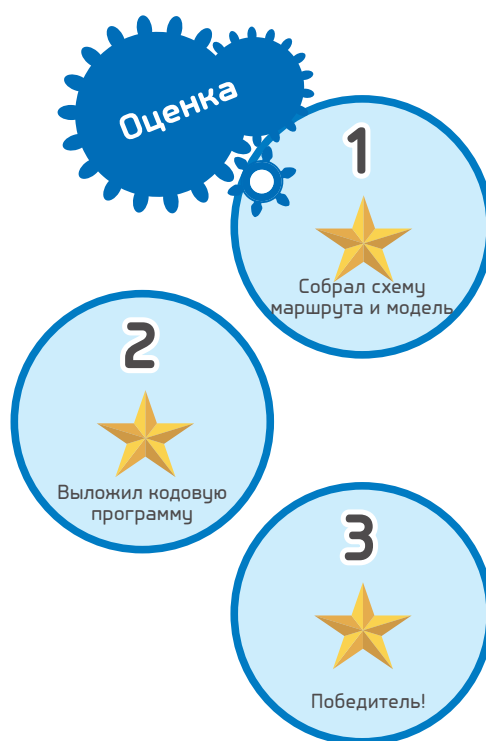 Оценка
1
Собрал схему
маршрута и модель
2
Выложил кодовую
программу
3
Победитель!